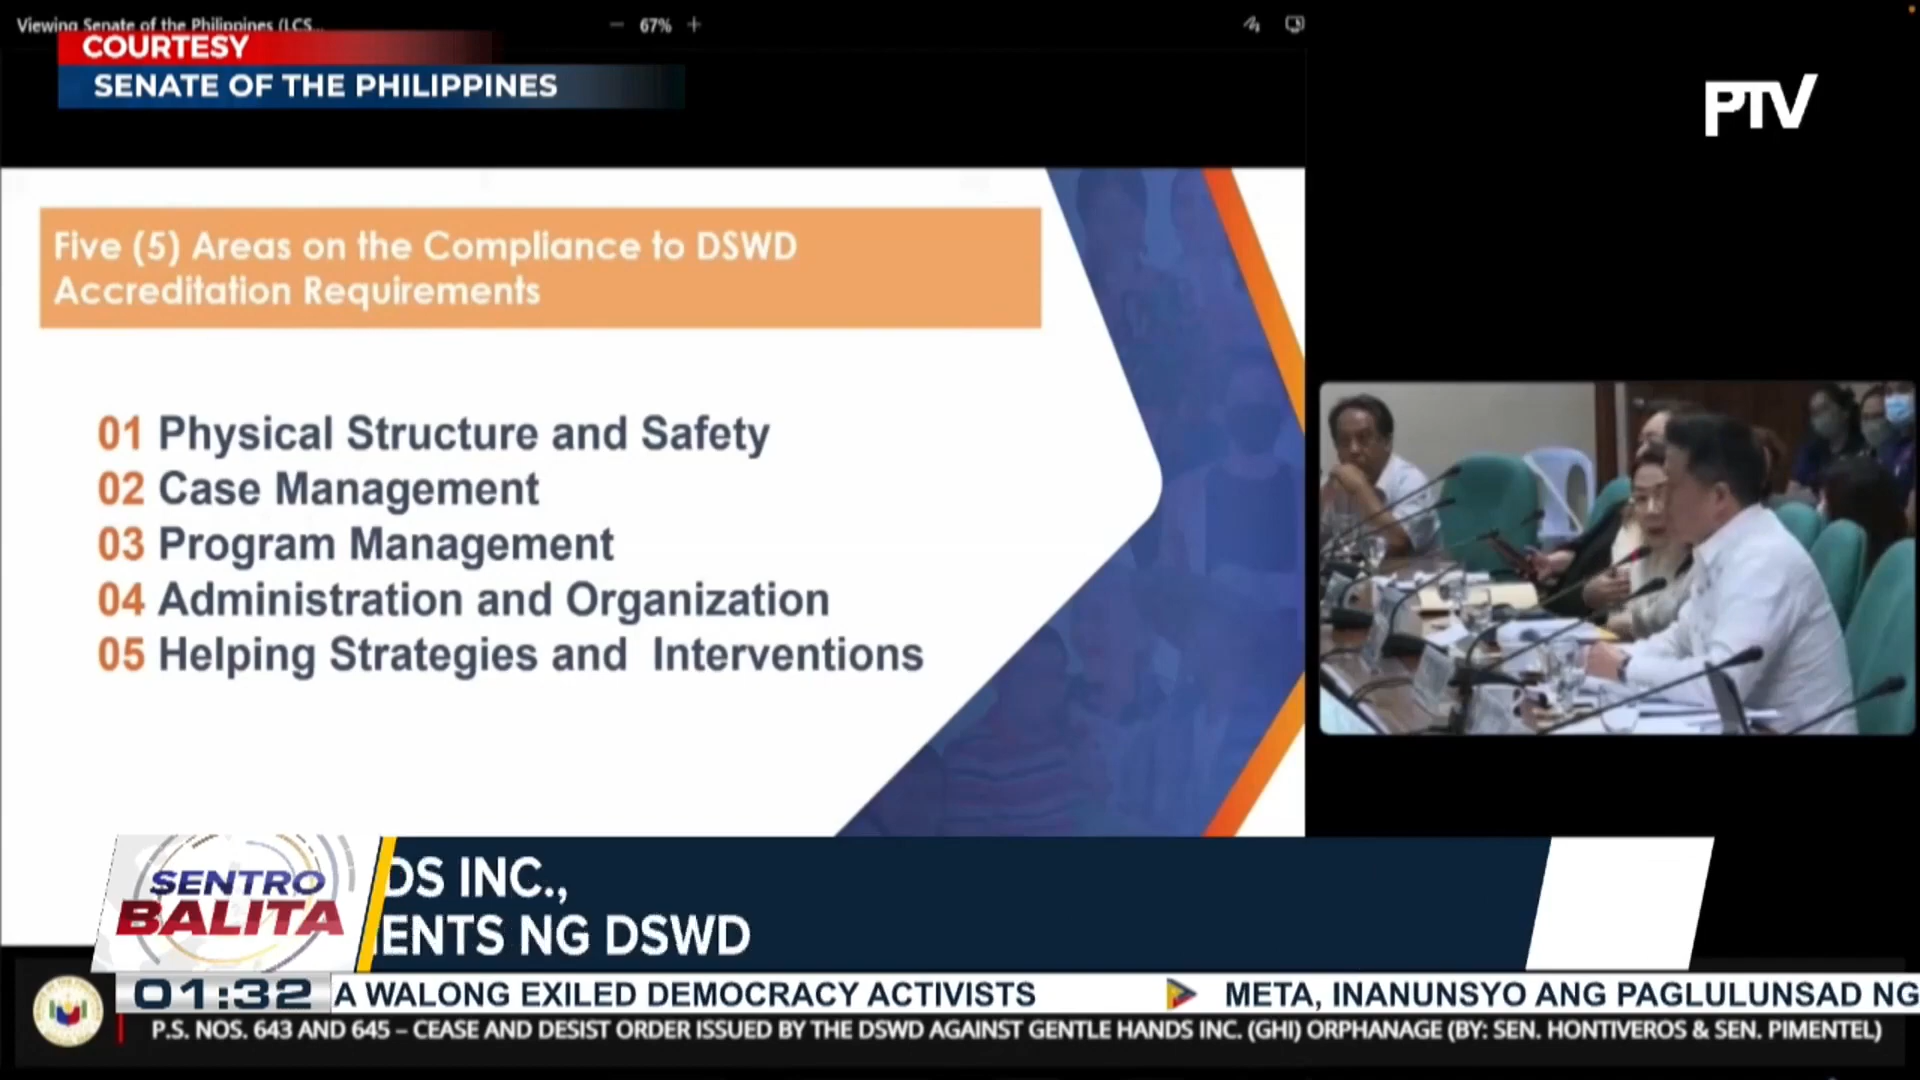 Viewing Senate of the Philippines (LCS...
67%
COURTESY
SENATE OF THE PHILIPPINES
PTV
Five (5) Areas on the Compliance to DSWD
Accreditation Requirements
01 Physical Structure and Safety
02 Case Management
03 Program Management
04 Administration and Organization
05 Helping Strategies and Interventions
SENTRO
BALITA
DS INC.,
ENTS NG DSWD
01:32
A WALONG EXILED DEMOCRACY ACTIVISTS
META, INANUNSYO ANG PAGLULUNSAD NG
P.S. NOS. 643 AND 645 – CEASE AND DESIST ORDER ISSUED BY THE DSWD AGAINST GENTLE HANDS INC. (GHI) ORPHANAGE (BY: SEN. HONTIVEROS & SEN. PIMENTEL)